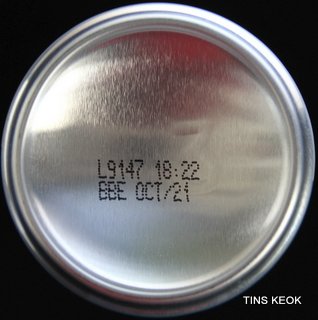 L9147 18:22
BBE OCT/21
TINS KEOK